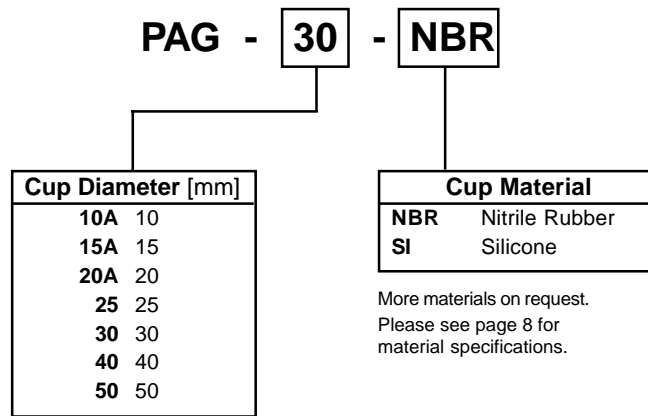 PAG - 30 - NBR
Cup Diameter [mm]
10A 10
15A 15
20A 20
25 25
30 30
40 40
50 50
Cup Material
NBR Nitrile Rubber
SI Silicone
More materials on request.
Please see page 8 for
material specifications.